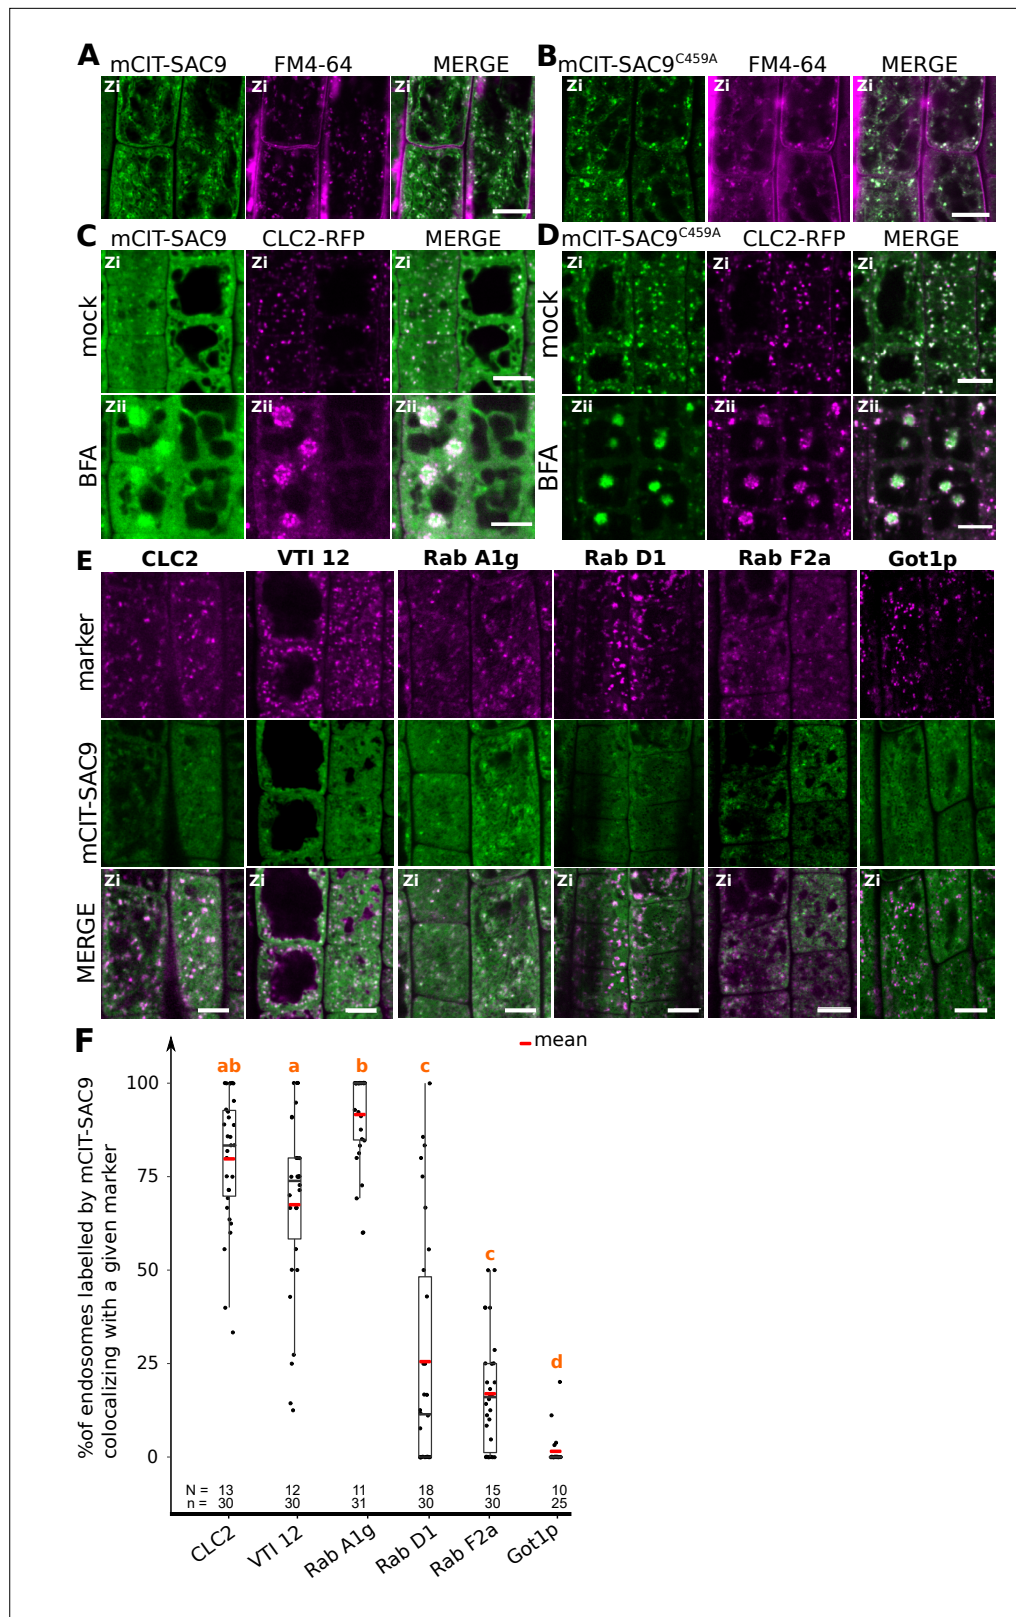 A
mCIT-SAC9 FM4-64 MERGE
Zi Zi Zi
B
mCIT-SAC9C459A FM4-64 MERGE
Zi Zi Zi
C
mCIT-SAC9 CLC2-RFP MERGE
mock
Zi Zi Zi
BFA
Zii Zii Zii
D
mCIT-SAC9C459A CLC2-RFP MERGE
mock
Zi Zi Zi
BFA
Zii Zii Zii
E
CLC2 VTI 12 Rab A1g Rab D1 Rab F2a Got1p
marker
mCIT-SAC9
MERGE
Zi Zi Zi Zi Zi Zi
F
mean
%of endosomes labelled by mCIT-SAC9
colocalizing with a given marker
ab a b c c d
100
75
50
25
0
N = 13 12 11 18 15 10
n = 30 30 31 30 30 25
CLC2 VTI 12 Rab A1g Rab D1 Rab F2a Got1p